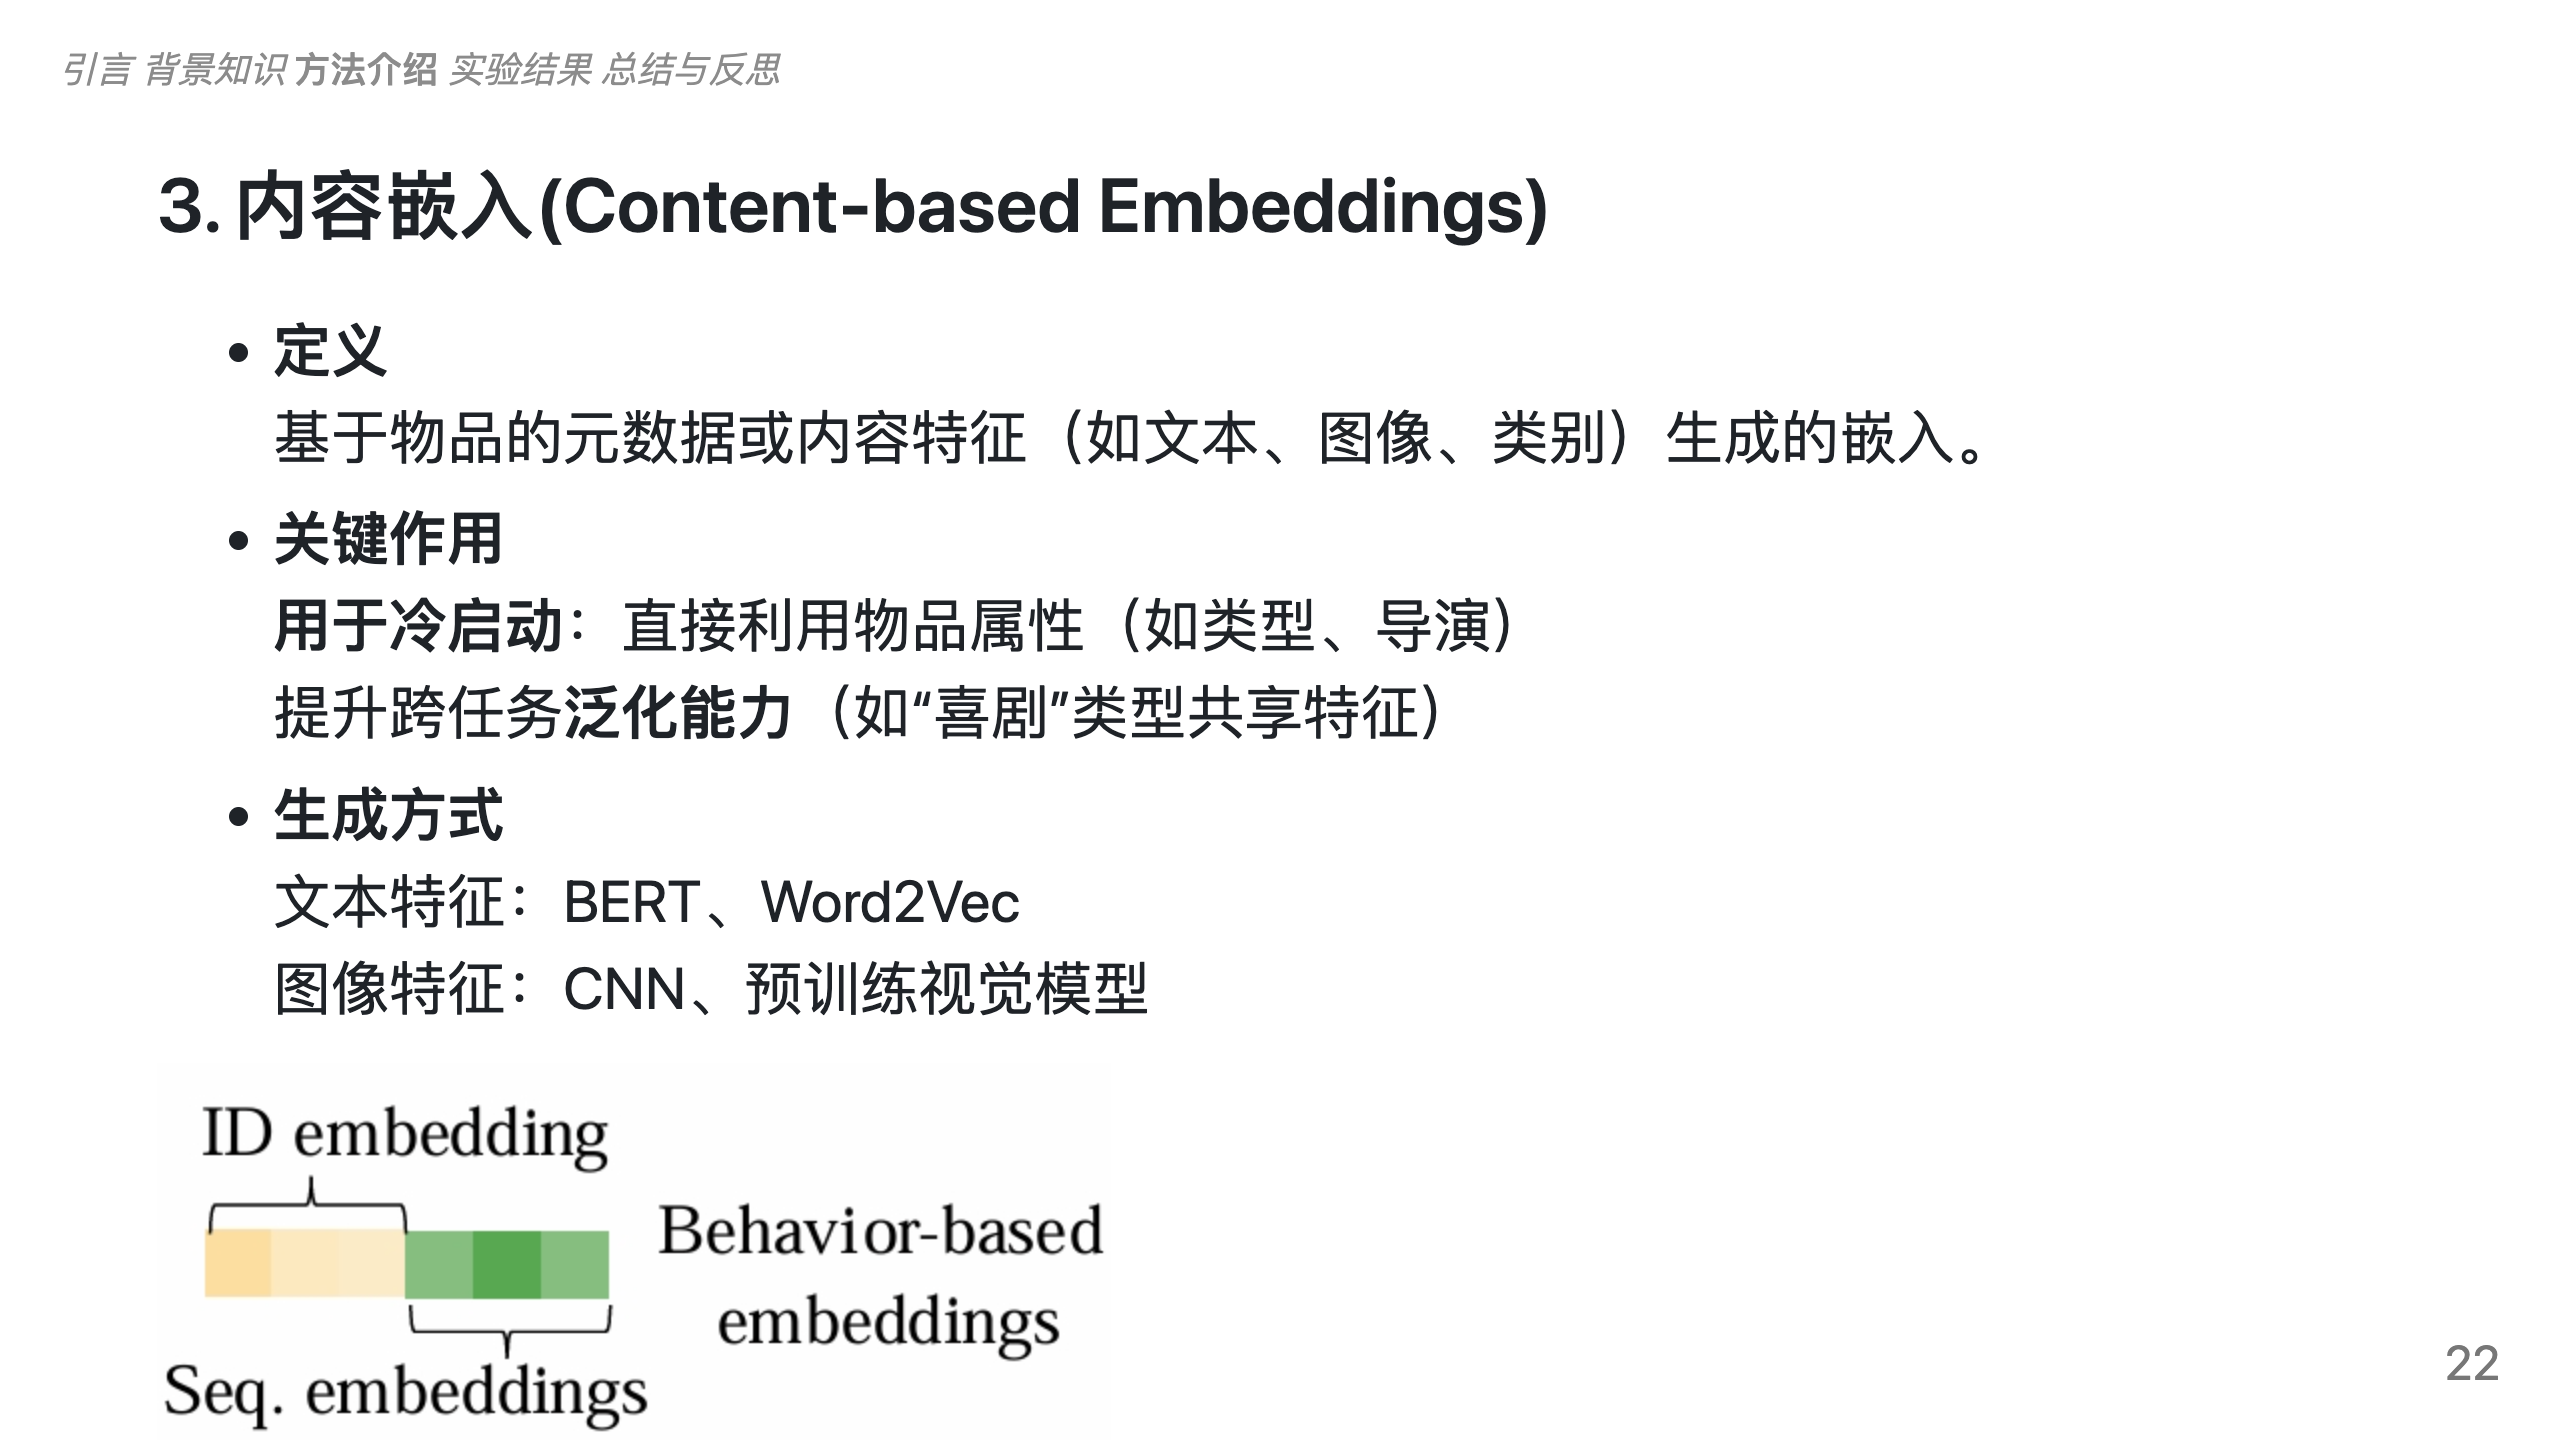 引言 背景知识 方法介绍 实验结果 总结与反思
3. 内容嵌入(Content-based Embeddings)
• 定义
基于物品的元数据或内容特征（如文本、图像、类别）生成的嵌入。
• 关键作用
用于冷启动：直接利用物品属性（如类型、导演）
提升跨任务泛化能力（如“喜剧”类型共享特征）
• 生成方式
文本特征：BERT、Word2Vec
图像特征：CNN、预训练视觉模型
ID embedding
Behavior-based
embeddings
Seq. embeddings
22